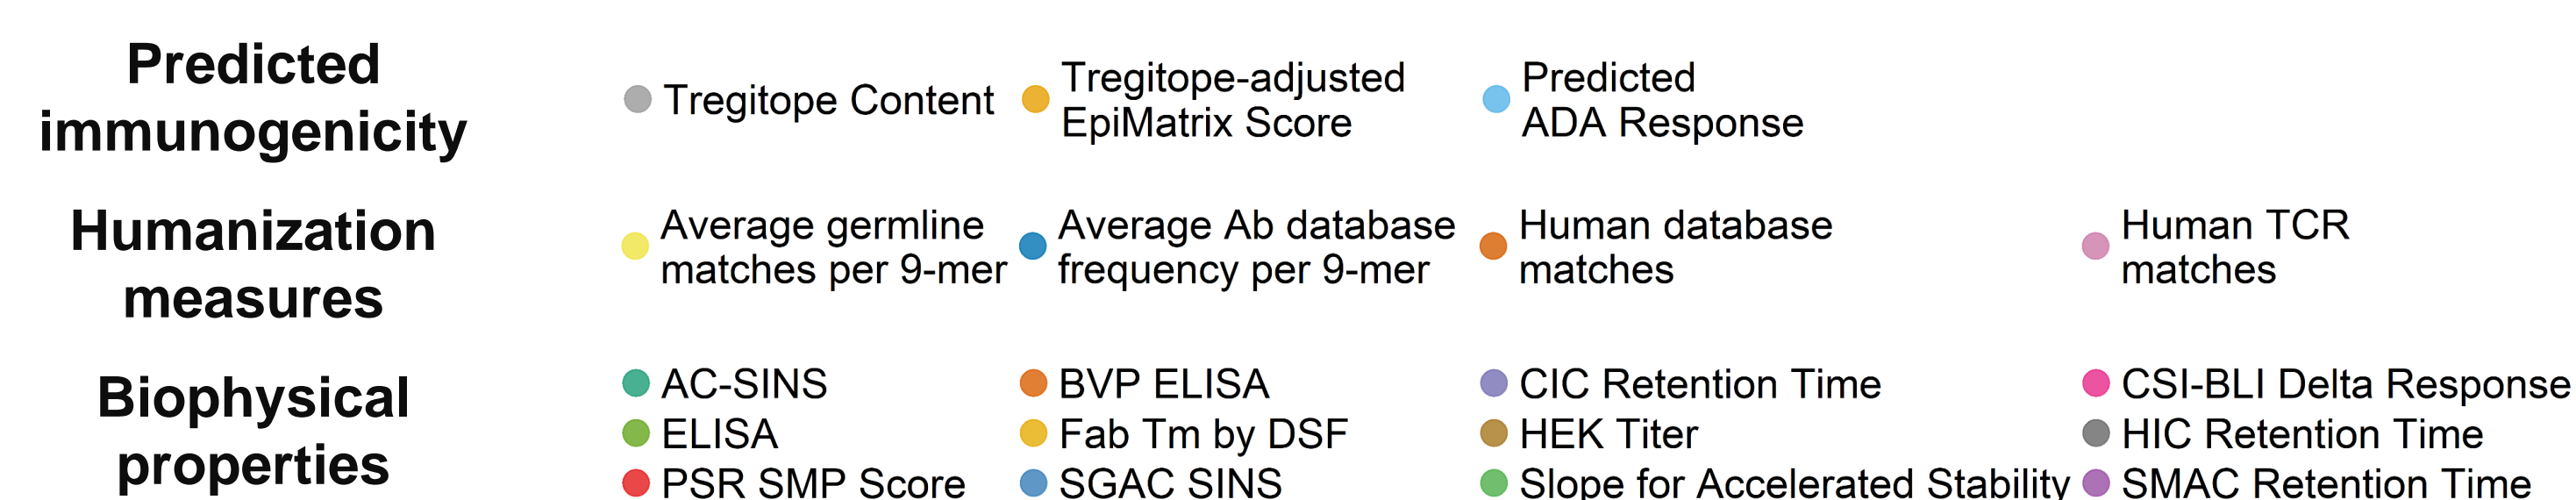 Predicted
immunogenicity
Tregitope Content
Tregitope-adjusted
EpiMatrix Score
Predicted
ADA Response
Humanization
measures
Average germline
matches per 9-mer
Average Ab database
frequency per 9-mer
Human database
matches
Human TCR
matches
Biophysical
properties
AC-SINS
BVP ELISA
CIC Retention Time
CSI-BLI Delta Response
ELISA
Fab Tm by DSF
HEK Titer
HIC Retention Time
PSR SMP Score
SGAC SINS
Slope for Accelerated Stability
SMAC Retention Time